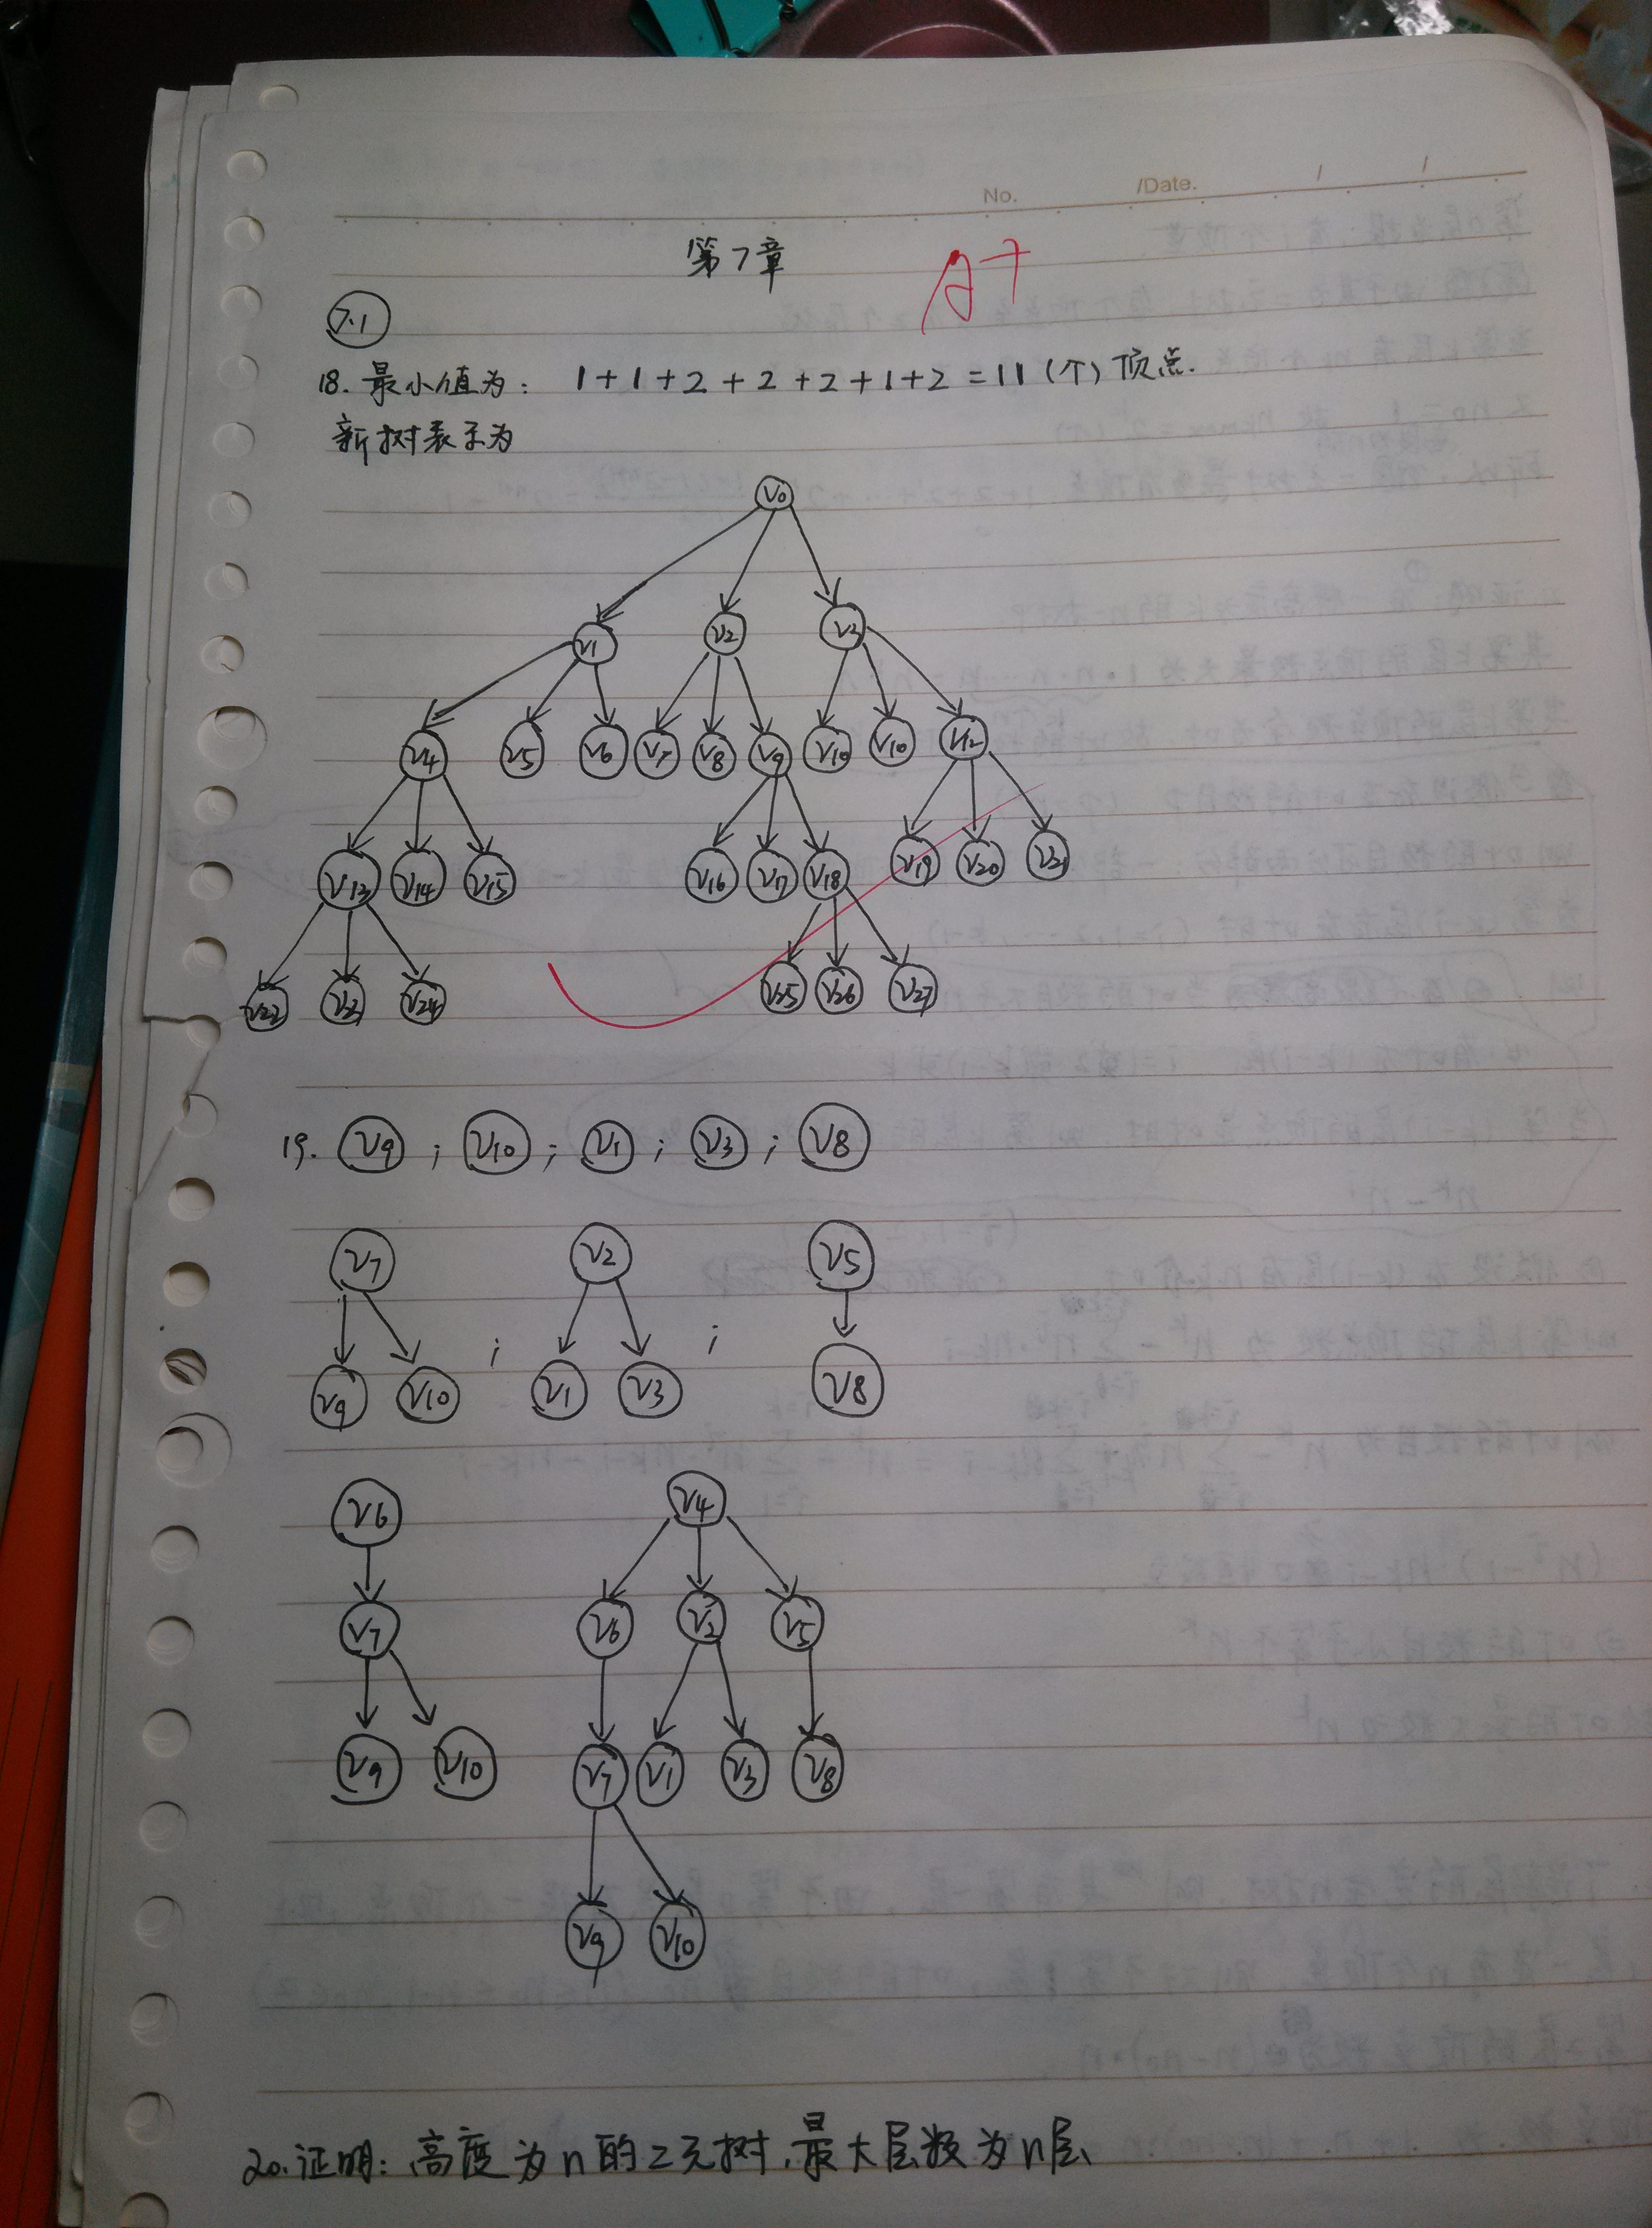 No. /Date.
第7章 A+
7.1
18. 最小值为: 1+1+2+2+2+1+2=11(个)顶点.
新树表示为
V0
V1 V2 V3
V4 V5 V6 V7 V8 V9 V10 V10 V12
V13 V14 V15 V16 V17 V18 V19 V20 V21
V22 V23 V24 V25 V26 V27
19. V9 ; V10 ; V1 ; V3 ; V8
V7 V2 V5
V9 V10 ; V1 V3 ; V8
V6 V4
V7 V6 V2 V5
V9 V10 V7 V1 V3 V8
V9 V10
20.证明: 高度为n的二元树,最大层数为n层